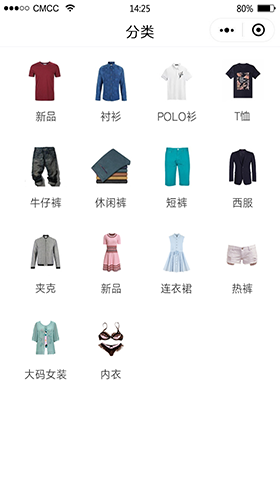 CMCC 14:25 80%
分类
新品 衬衫 POLO衫 T恤
牛仔裤 休闲裤 短裤 西服
夹克 新品 连衣裙 热裤
大码女装 内衣